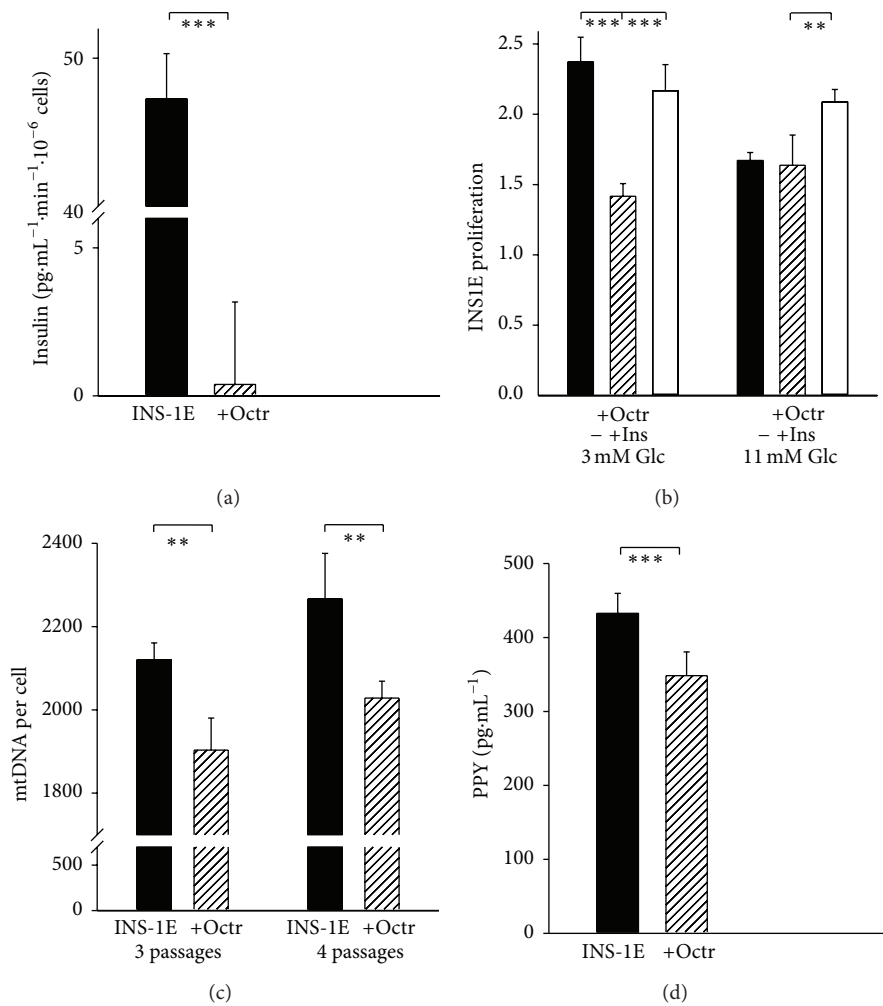 ***
50
40
5
0
Insulin (pg·mL⁻¹·min⁻¹·10⁻⁶ cells)
INS-1E +Octr
(a)
*** ***
**
2.5
2.0
1.5
1.0
0.5
0.0
INS1E proliferation
+Octr +Octr
− +Ins − +Ins
3 mM Glc 11 mM Glc
(b)
** **
2400
2200
2000
1800
500
0
mtDNA per cell
INS-1E +Octr INS-1E +Octr
3 passages 4 passages
(c)
***
500
400
300
200
100
0
PPY (pg·mL⁻¹)
INS-1E +Octr
(d)